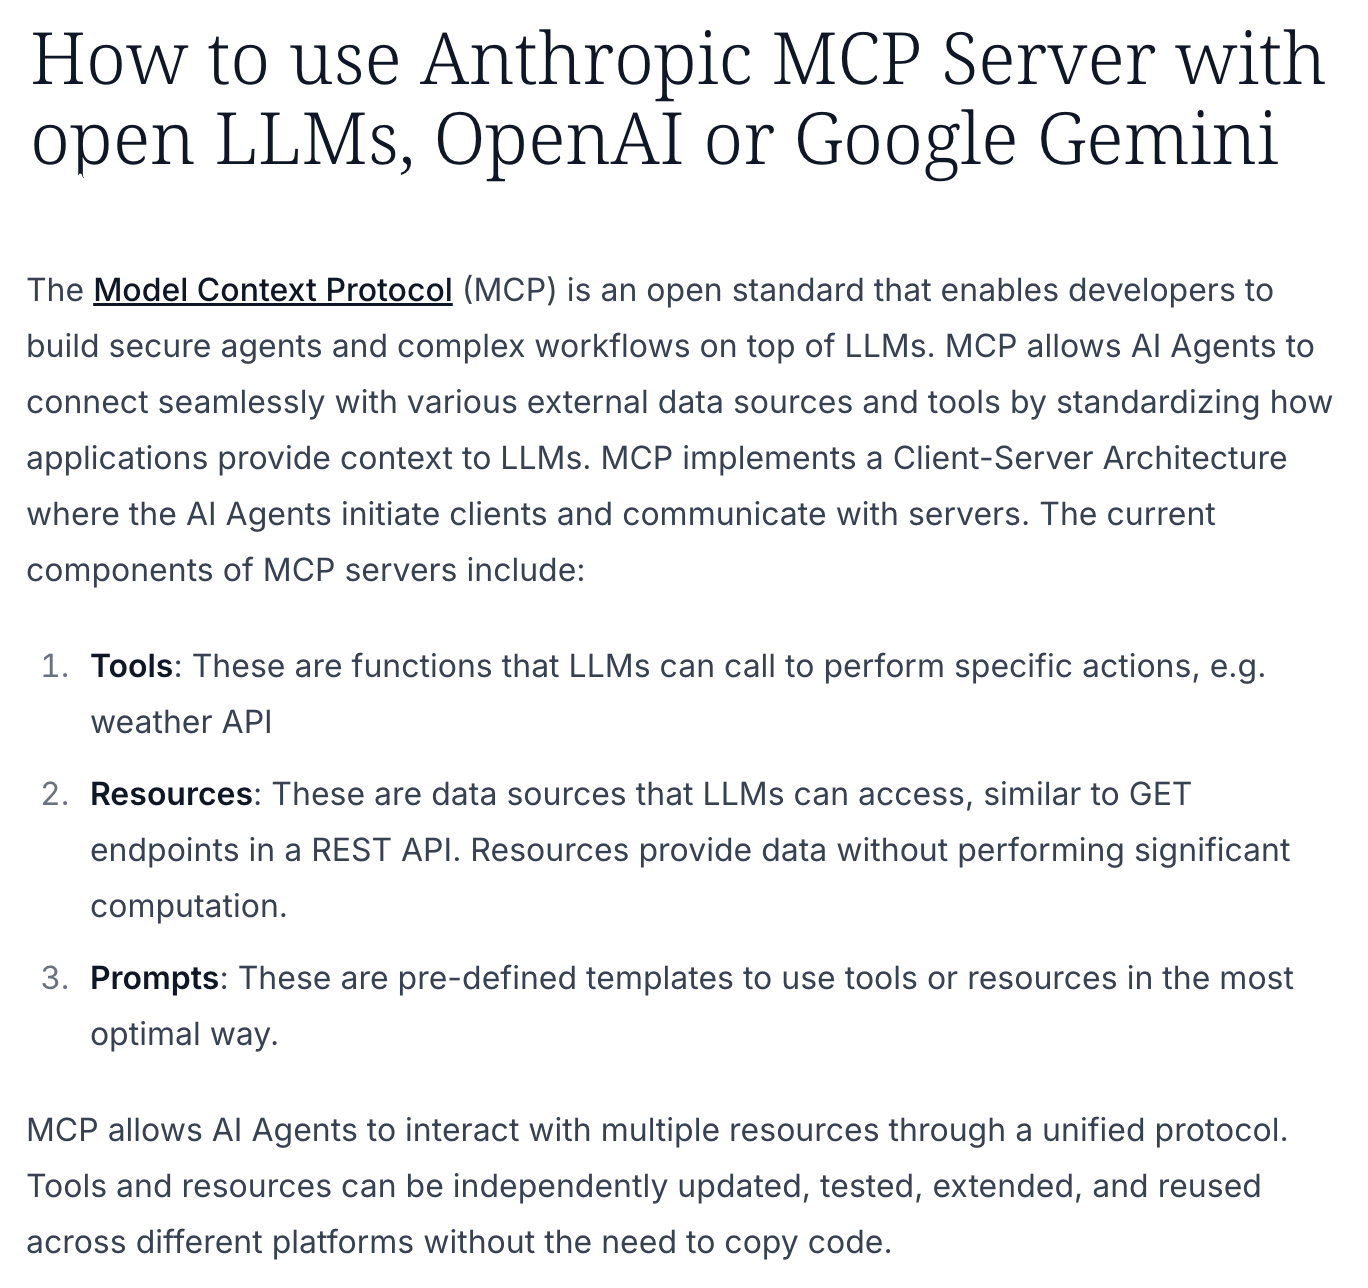 How to use Anthropic MCP Server with
open LLMs, OpenAI or Google Gemini
The Model Context Protocol (MCP) is an open standard that enables developers to
build secure agents and complex workflows on top of LLMs. MCP allows AI Agents to
connect seamlessly with various external data sources and tools by standardizing how
applications provide context to LLMs. MCP implements a Client-Server Architecture
where the AI Agents initiate clients and communicate with servers. The current
components of MCP servers include:
1. Tools: These are functions that LLMs can call to perform specific actions, e.g.
weather API
2. Resources: These are data sources that LLMs can access, similar to GET
endpoints in a REST API. Resources provide data without performing significant
computation.
3. Prompts: These are pre-defined templates to use tools or resources in the most
optimal way.
MCP allows AI Agents to interact with multiple resources through a unified protocol.
Tools and resources can be independently updated, tested, extended, and reused
across different platforms without the need to copy code.